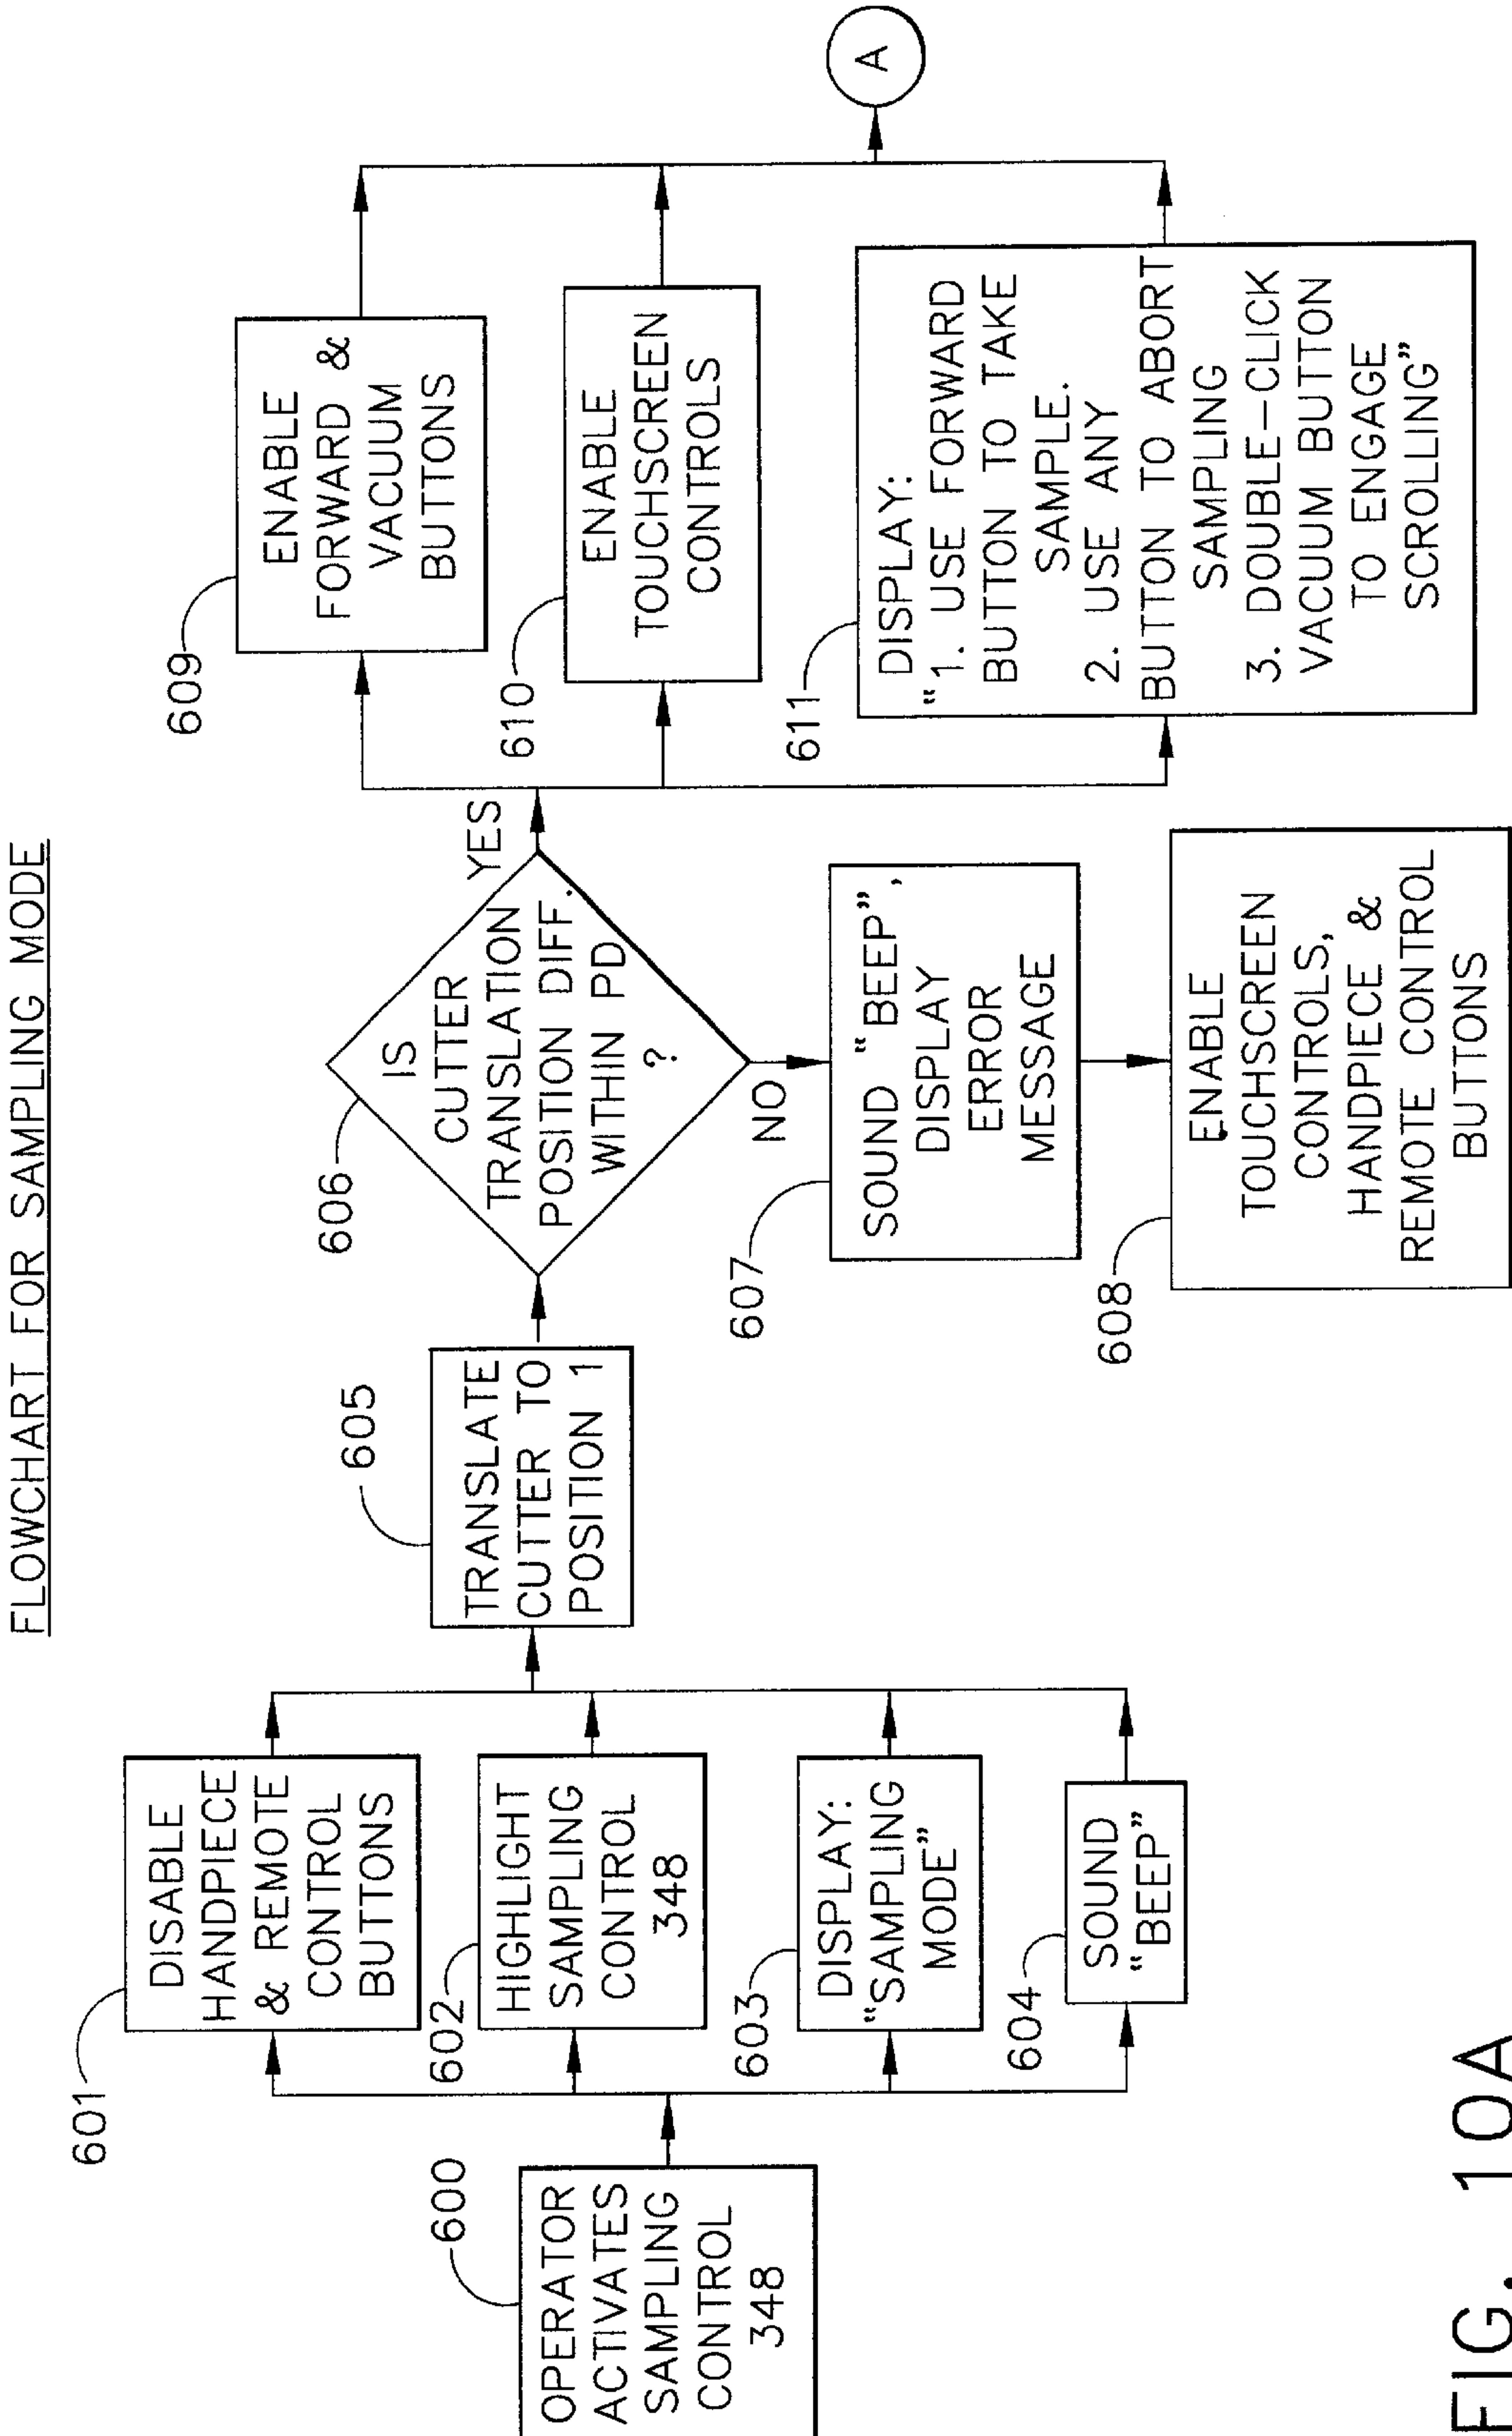 FLOWCHART FOR SAMPLING MODE
600
OPERATOR
ACTIVATES
SAMPLING
CONTROL
348
601
DISABLE
HANDPIECE
& REMOTE
CONTROL
BUTTONS
602
HIGHLIGHT
SAMPLING
CONTROL
348
603
DISPLAY:
"SAMPLING
MODE"
604
SOUND
"BEEP"
605
TRANSLATE
CUTTER TO
POSITION 1
606
IS
CUTTER
TRANSLATION
POSITION DIFF.
WITHIN PD
?
YES
NO
607
SOUND "BEEP",
DISPLAY
ERROR
MESSAGE
608
ENABLE
TOUCHSCREEN
CONTROLS,
HANDPIECE &
REMOTE CONTROL
BUTTONS
609
ENABLE
FORWARD &
VACUUM
BUTTONS
610
ENABLE
TOUCHSCREEN
CONTROLS
611
DISPLAY:
"1. USE FORWARD
BUTTON TO TAKE
SAMPLE.
2. USE ANY
BUTTON TO ABORT
SAMPLING
3. DOUBLE-CLICK
VACUUM BUTTON
TO ENGAGE
SCROLLING"
A
FIG. 10A